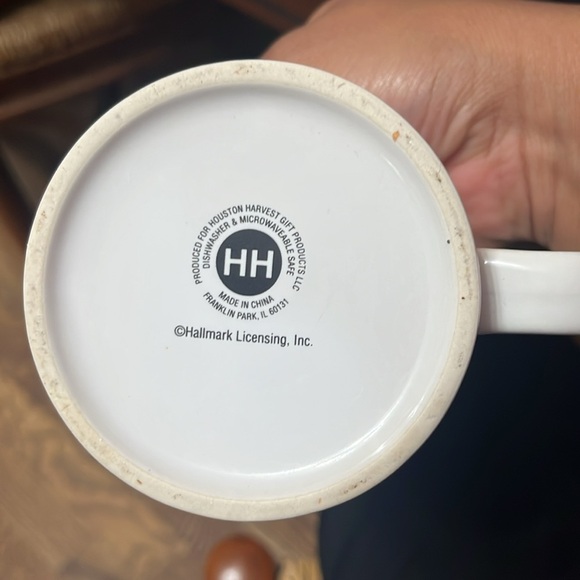 PRODUCED FOR HOUSTON HARVEST GIFT PRODUCTS LLC
DISHWASHER & MICROWAVEABLE SAFE
HH
MADE IN CHINA
FRANKLIN PARK, IL 60131
©Hallmark Licensing, Inc.